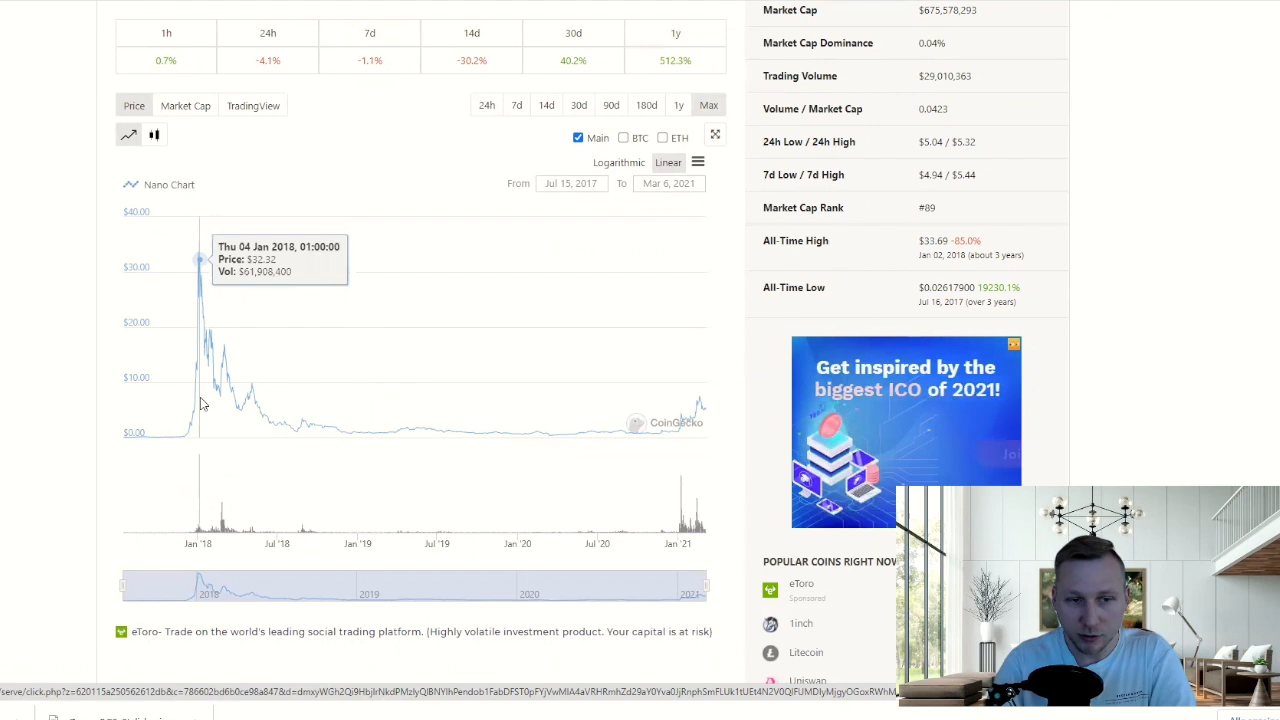 Market Cap $675,578,293
1h 24h 7d 14d 30d 1y
Market Cap Dominance 0.04%
0.7% -4.1% -1.1% -30.2% 40.2% 512.3%
Trading Volume $29,010,363
Price Market Cap TradingView 24h 7d 14d 30d 90d 180d 1y Max
Volume / Market Cap 0.0423
Main BTC ETH
24h Low / 24h High $5.04 / $5.32
Logarithmic Linear
7d Low / 7d High $4.94 / $5.44
Nano Chart From Jul 15, 2017 To Mar 6, 2021
Market Cap Rank #89
$40.00
All-Time High $33.69 -85.0%
Jan 02, 2018 (about 3 years)
Thu 04 Jan 2018, 01:00:00
Price: $32.32
Vol: $61,908,400
$30.00
All-Time Low $0.02617900 19230.1%
Jul 16, 2017 (over 3 years)
$20.00
$10.00
$0.00
CoinGecko
Get inspired by the
biggest ICO of 2021!
Joi
Jan '18 Jul '18 Jan '19 Jul '19 Jan '20 Jul '20 Jan '21
2018 2019 2020 2021
POPULAR COINS RIGHT NOW
eToro
Sponsored
1inch
Litecoin
Uniswap
eToro- Trade on the world's leading social trading platform. (Highly volatile investment product. Your capital is at risk)